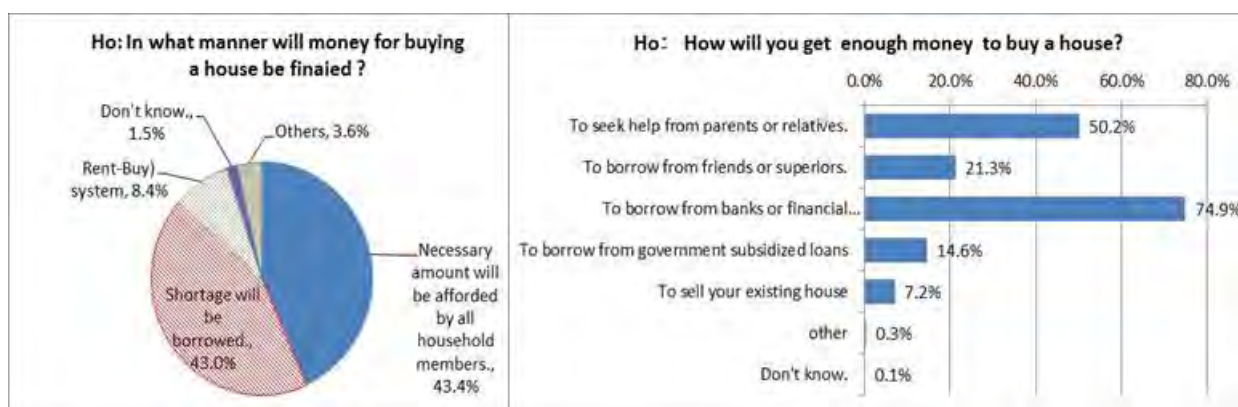 Ho: In what manner will money for buying
a house be finaied ?
Don't know.,
1.5%
Others, 3.6%
Rent-Buy)
system, 8.4%
Necessary
amount will
be afforded
by all
household
members.,
43.4%
Shortage will
be
borrowed.,
43.0%
Ho: How will you get enough money to buy a house?
0.0% 20.0% 40.0% 60.0% 80.0%
To seek help from parents or relatives. 50.2%
To borrow from friends or superiors. 21.3%
To borrow from banks or financial... 74.9%
To borrow from government subsidized loans 14.6%
To sell your existing house 7.2%
other 0.3%
Don't know. 0.1%